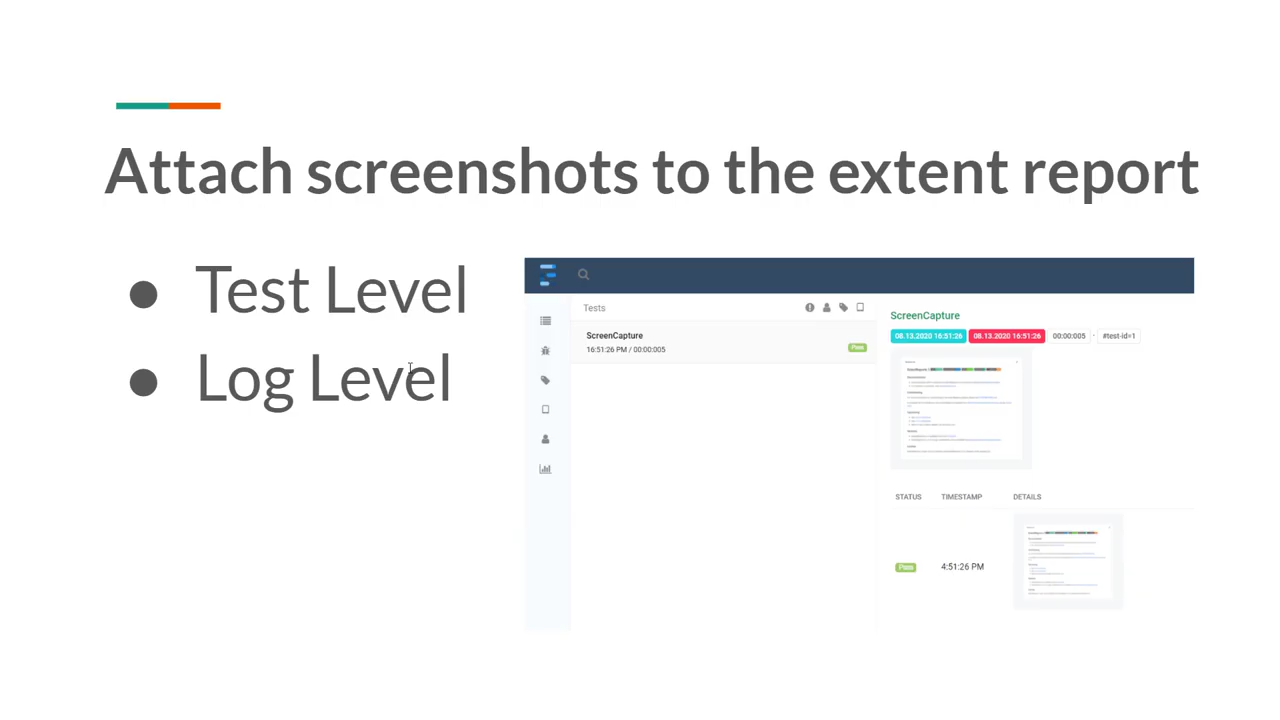 Attach screenshots to the extent report
● Test Level
● Log Level
Tests
ScreenCapture
16:51:26 PM / 00:00:005
Pass
ScreenCapture
08.13.2020 16:51:26
08.13.2020 16:51:26
00:00:005
·
#test-id=1
STATUS
TIMESTAMP
DETAILS
Pass
4:51:26 PM